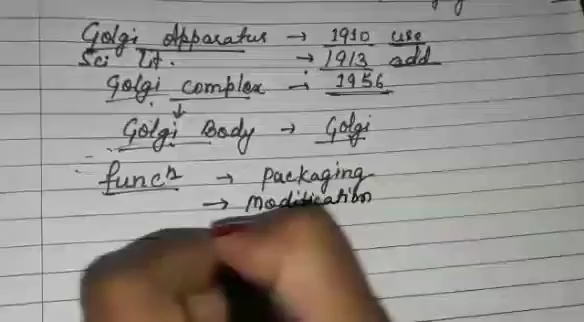 Golgi Apparatus → 1910 use
Sci Lit. → 1913 add
Golgi complex → 1956
↓
Golgi Body → Golgi
funcⁿ → Packaging
→ Modification